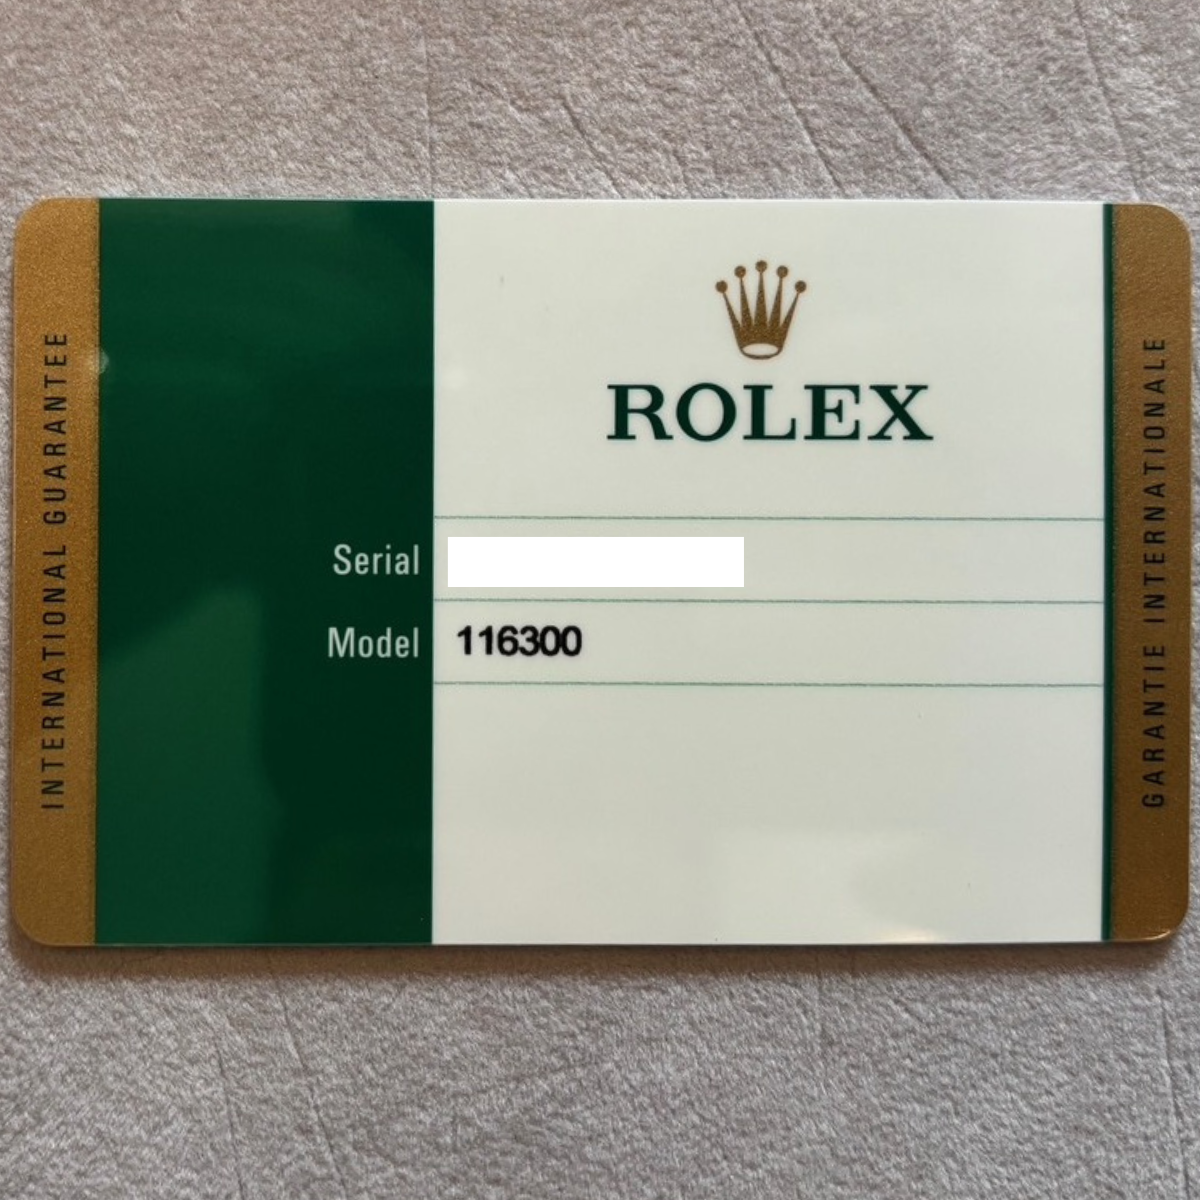 INTERNATIONAL GUARANTEE
ROLEX
Serial
Model 116300
GARANTIE INTERNATIONALE